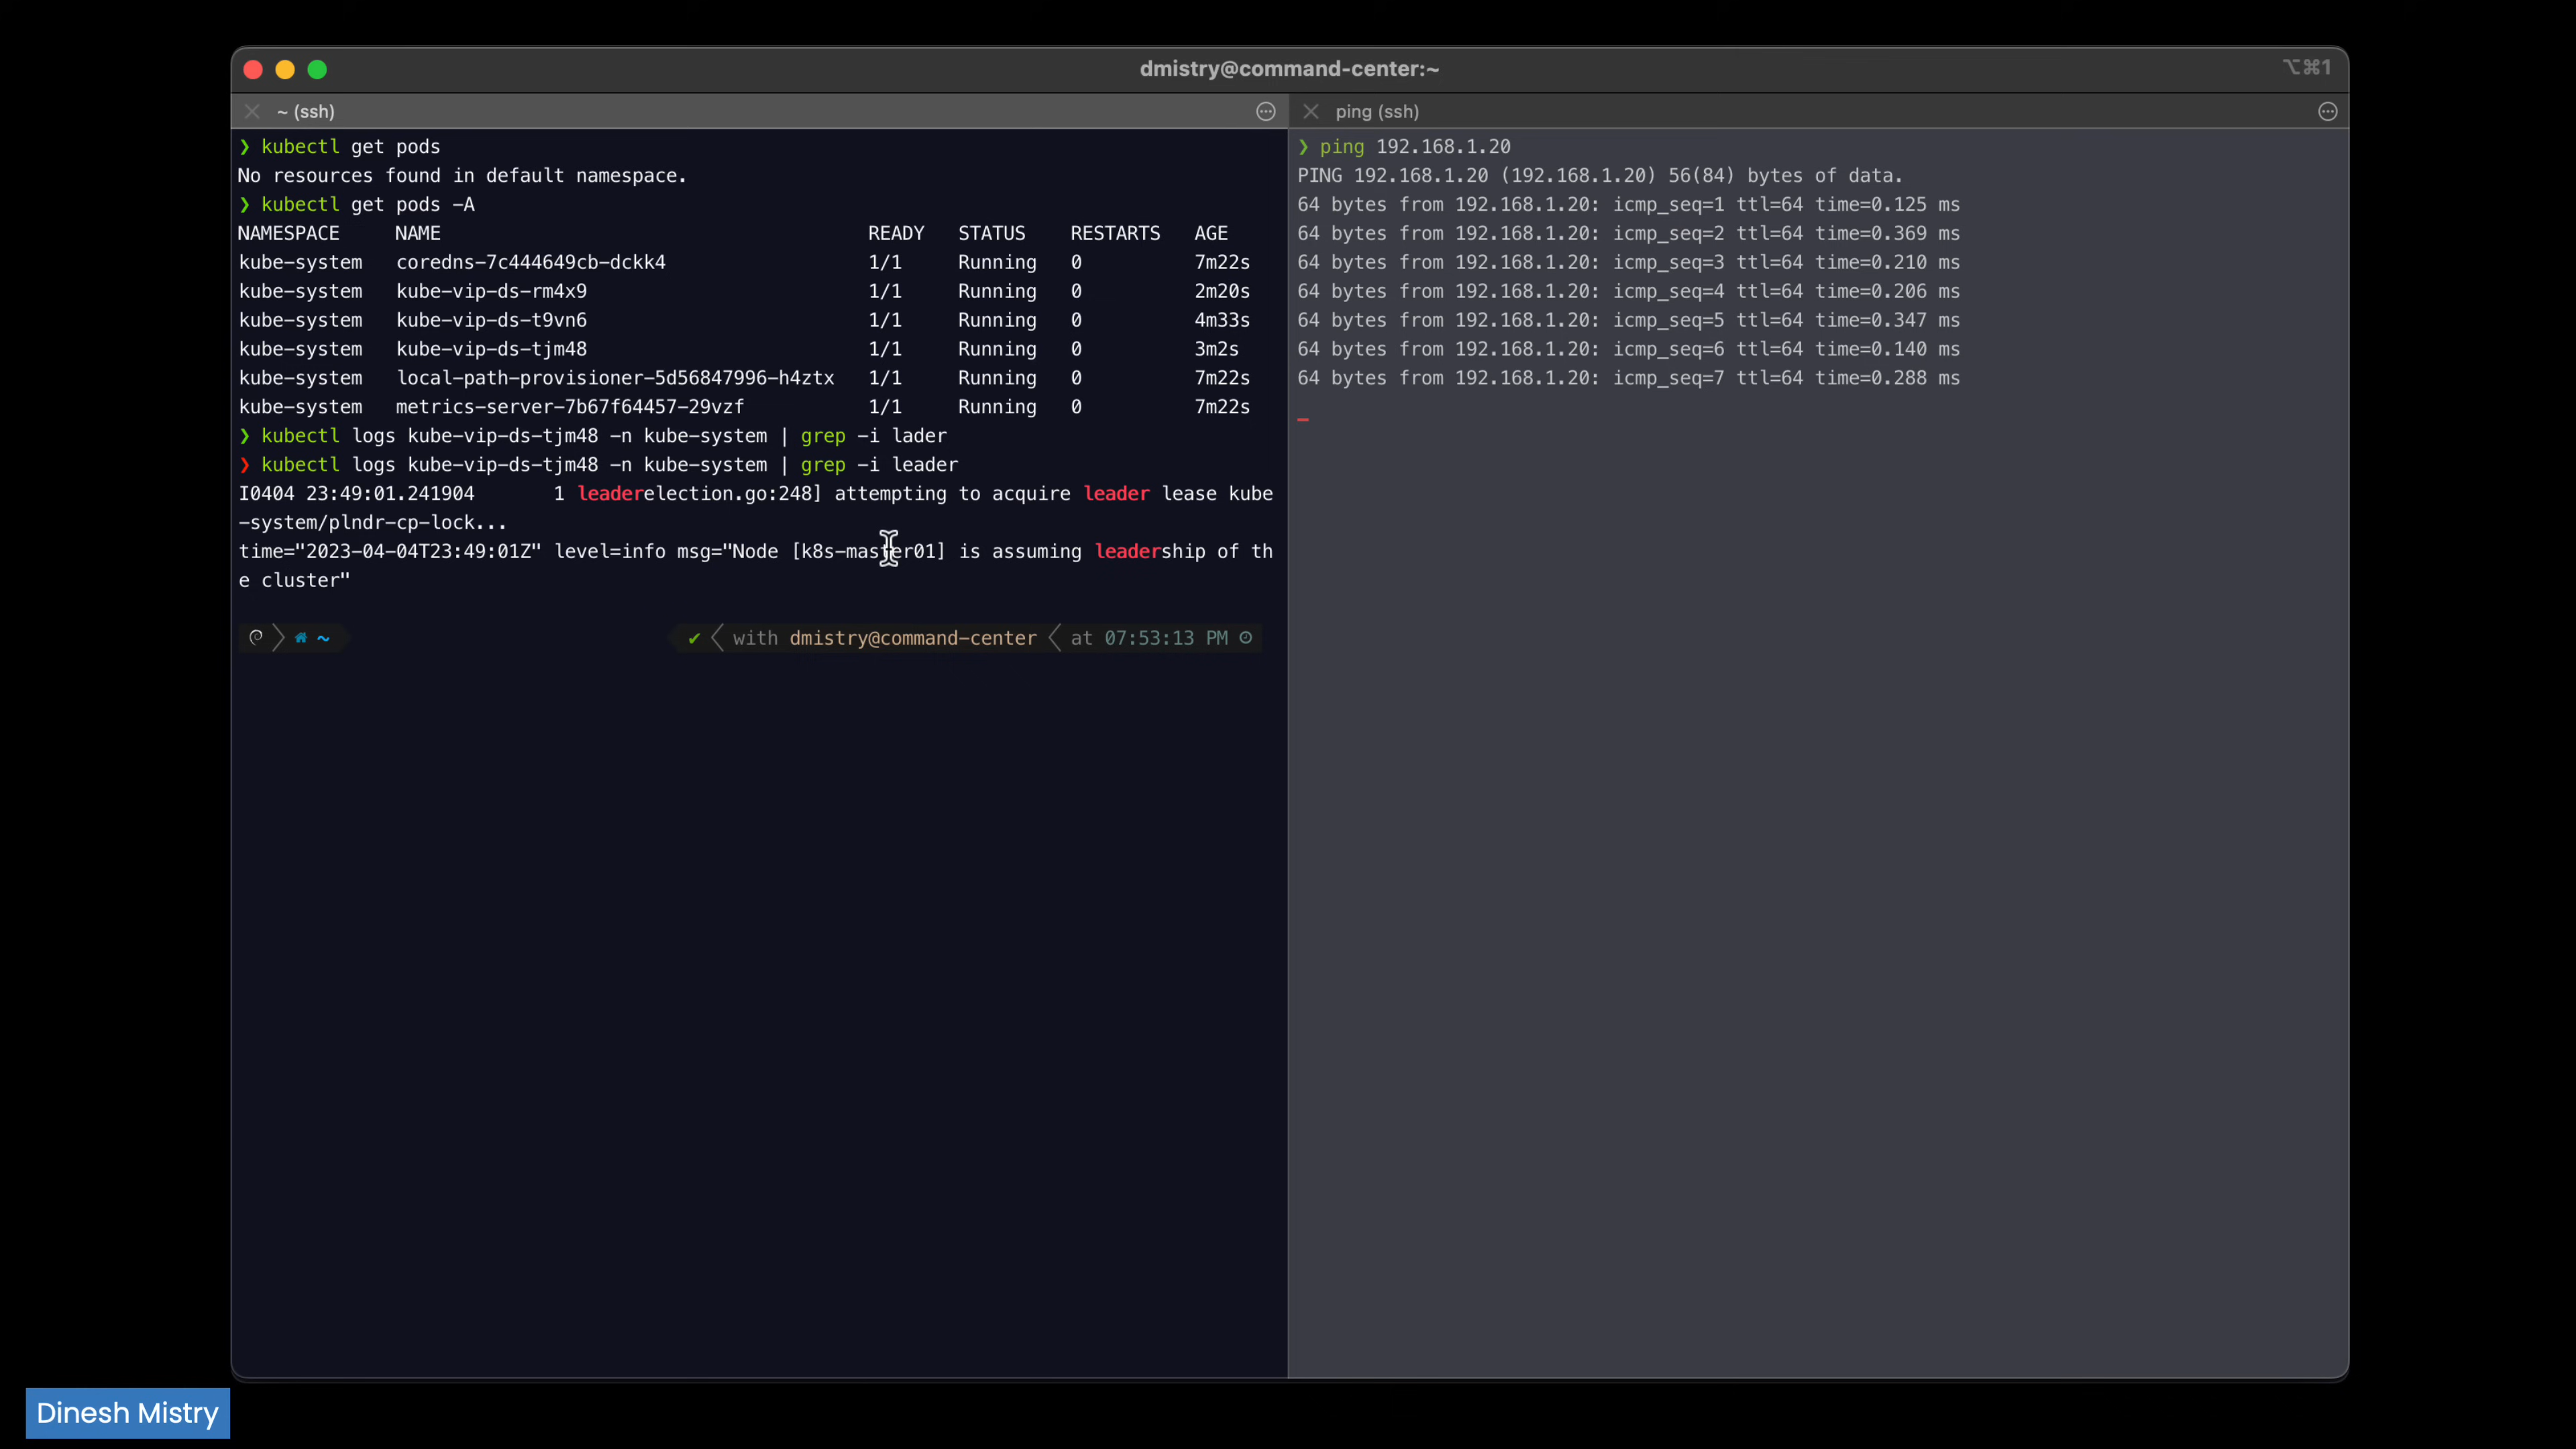 dmistry@command-center:~
⌥⌘1
~ (ssh)
❯ kubectl get pods
No resources found in default namespace.
❯ kubectl get pods -A
NAMESPACE     NAME                                      READY   STATUS    RESTARTS   AGE
kube-system   coredns-7c444649cb-dckk4                  1/1     Running   0          7m22s
kube-system   kube-vip-ds-rm4x9                         1/1     Running   0          2m20s
kube-system   kube-vip-ds-t9vn6                         1/1     Running   0          4m33s
kube-system   kube-vip-ds-tjm48                         1/1     Running   0          3m2s
kube-system   local-path-provisioner-5d56847996-h4ztx   1/1     Running   0          7m22s
kube-system   metrics-server-7b67f64457-29vzf           1/1     Running   0          7m22s
❯ kubectl logs kube-vip-ds-tjm48 -n kube-system | grep -i lader
❯ kubectl logs kube-vip-ds-tjm48 -n kube-system | grep -i leader
I0404 23:49:01.241904       1 leaderelection.go:248] attempting to acquire leader lease kube
-system/plndr-cp-lock...
time="2023-04-04T23:49:01Z" level=info msg="Node [k8s-master01] is assuming leadership of th
e cluster"
~ ✔ with dmistry@command-center at 07:53:13 PM
ping (ssh)
❯ ping 192.168.1.20
PING 192.168.1.20 (192.168.1.20) 56(84) bytes of data.
64 bytes from 192.168.1.20: icmp_seq=1 ttl=64 time=0.125 ms
64 bytes from 192.168.1.20: icmp_seq=2 ttl=64 time=0.369 ms
64 bytes from 192.168.1.20: icmp_seq=3 ttl=64 time=0.210 ms
64 bytes from 192.168.1.20: icmp_seq=4 ttl=64 time=0.206 ms
64 bytes from 192.168.1.20: icmp_seq=5 ttl=64 time=0.347 ms
64 bytes from 192.168.1.20: icmp_seq=6 ttl=64 time=0.140 ms
64 bytes from 192.168.1.20: icmp_seq=7 ttl=64 time=0.288 ms
Dinesh Mistry